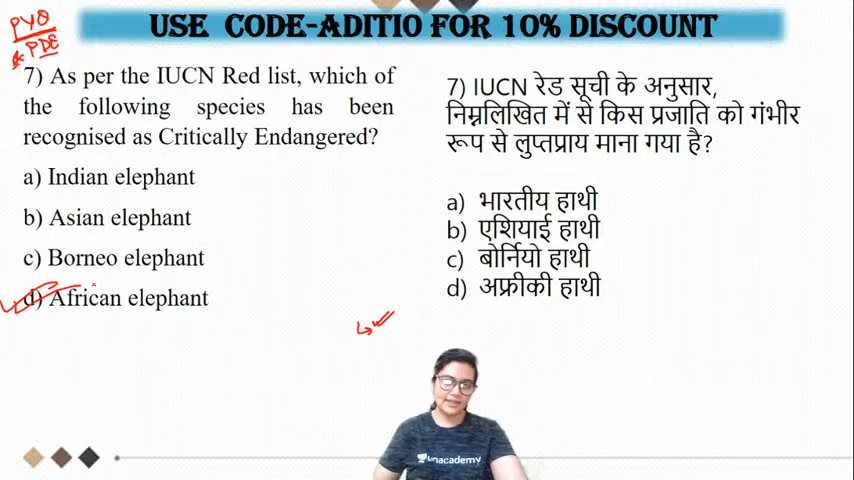 PYQ
* PDE
USE CODE-ADITIO FOR 10% DISCOUNT
7) As per the IUCN Red list, which of
the following species has been
recognised as Critically Endangered?
a) Indian elephant
b) Asian elephant
c) Borneo elephant
d) African elephant
7) IUCN रेड सूची के अनुसार,
निम्नलिखित में से किस प्रजाति को गंभीर
रूप से लुप्तप्राय माना गया है?
a) भारतीय हाथी
b) एशियाई हाथी
c) बोर्नियो हाथी
d) अफ्रीकी हाथी
unacademy